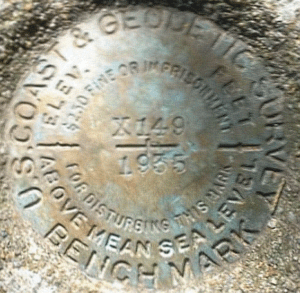 U.S. COAST & GEODETIC SURVEY
BENCH MARK
ELEV. FEET
ABOVE MEAN SEA LEVEL
$250 FINE OR IMPRISONMENT
FOR DISTURBING THIS MARK.
X 149
1935